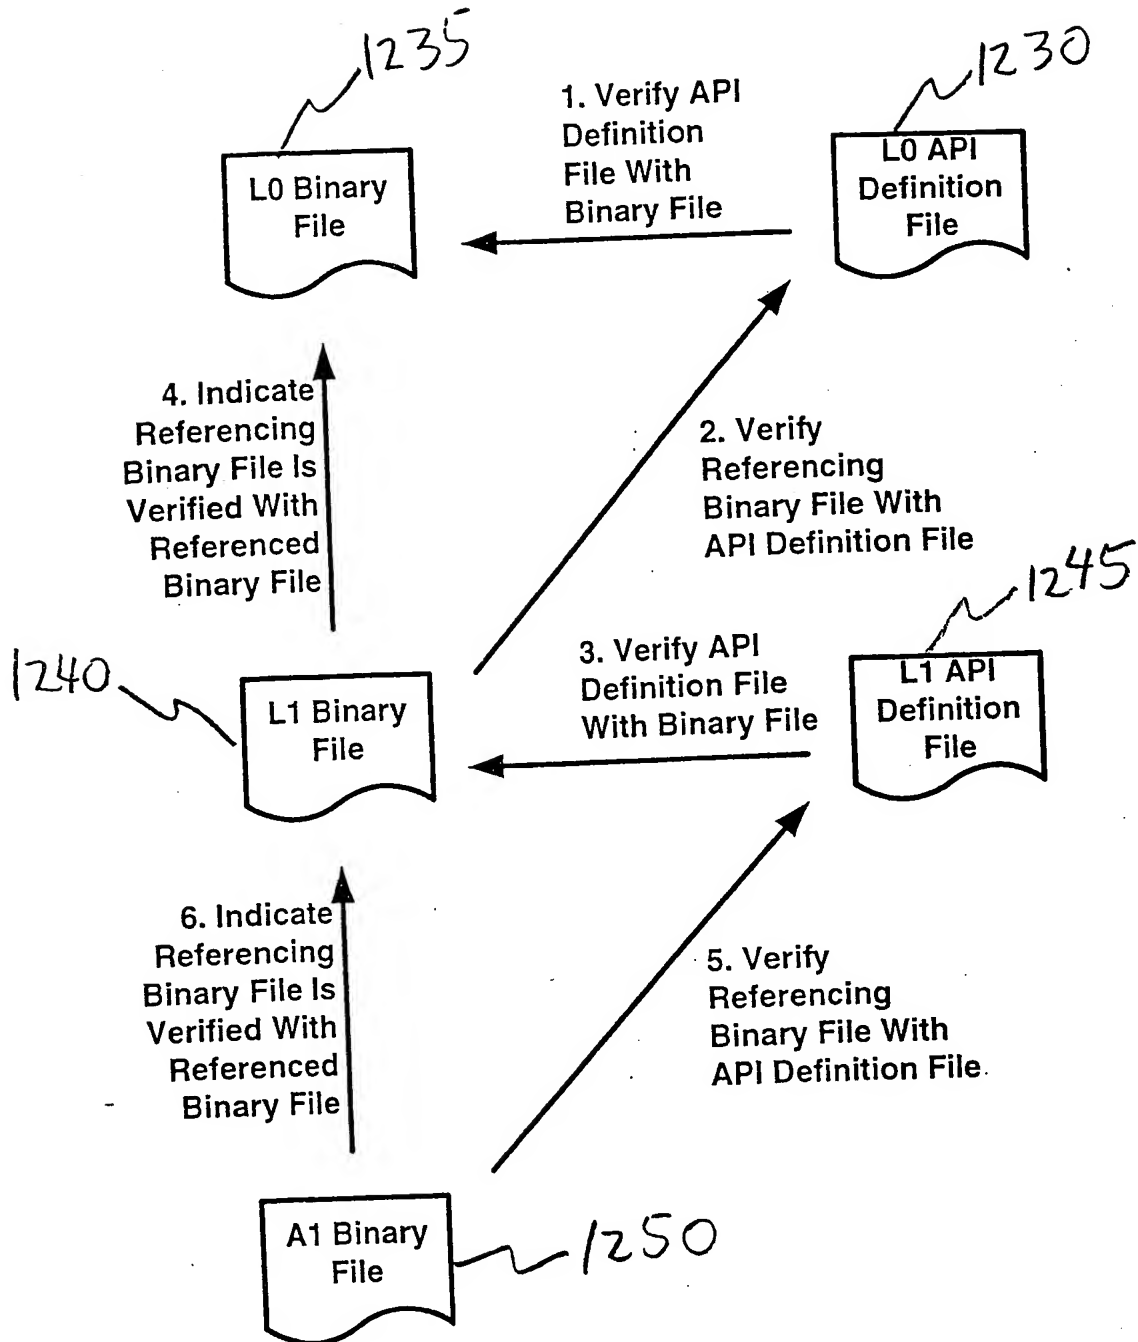 1235
1230
1. Verify API
Definition
File With
Binary File
L0 Binary
File
L0 API
Definition
File
4. Indicate
Referencing
Binary File Is
Verified With
Referenced
Binary File
2. Verify
Referencing
Binary File With
API Definition File
1245
1240
3. Verify API
Definition File
With Binary File
L1 Binary
File
L1 API
Definition
File
6. Indicate
Referencing
Binary File Is
Verified With
Referenced
Binary File
5. Verify
Referencing
Binary File With
API Definition File
A1 Binary
File
1250